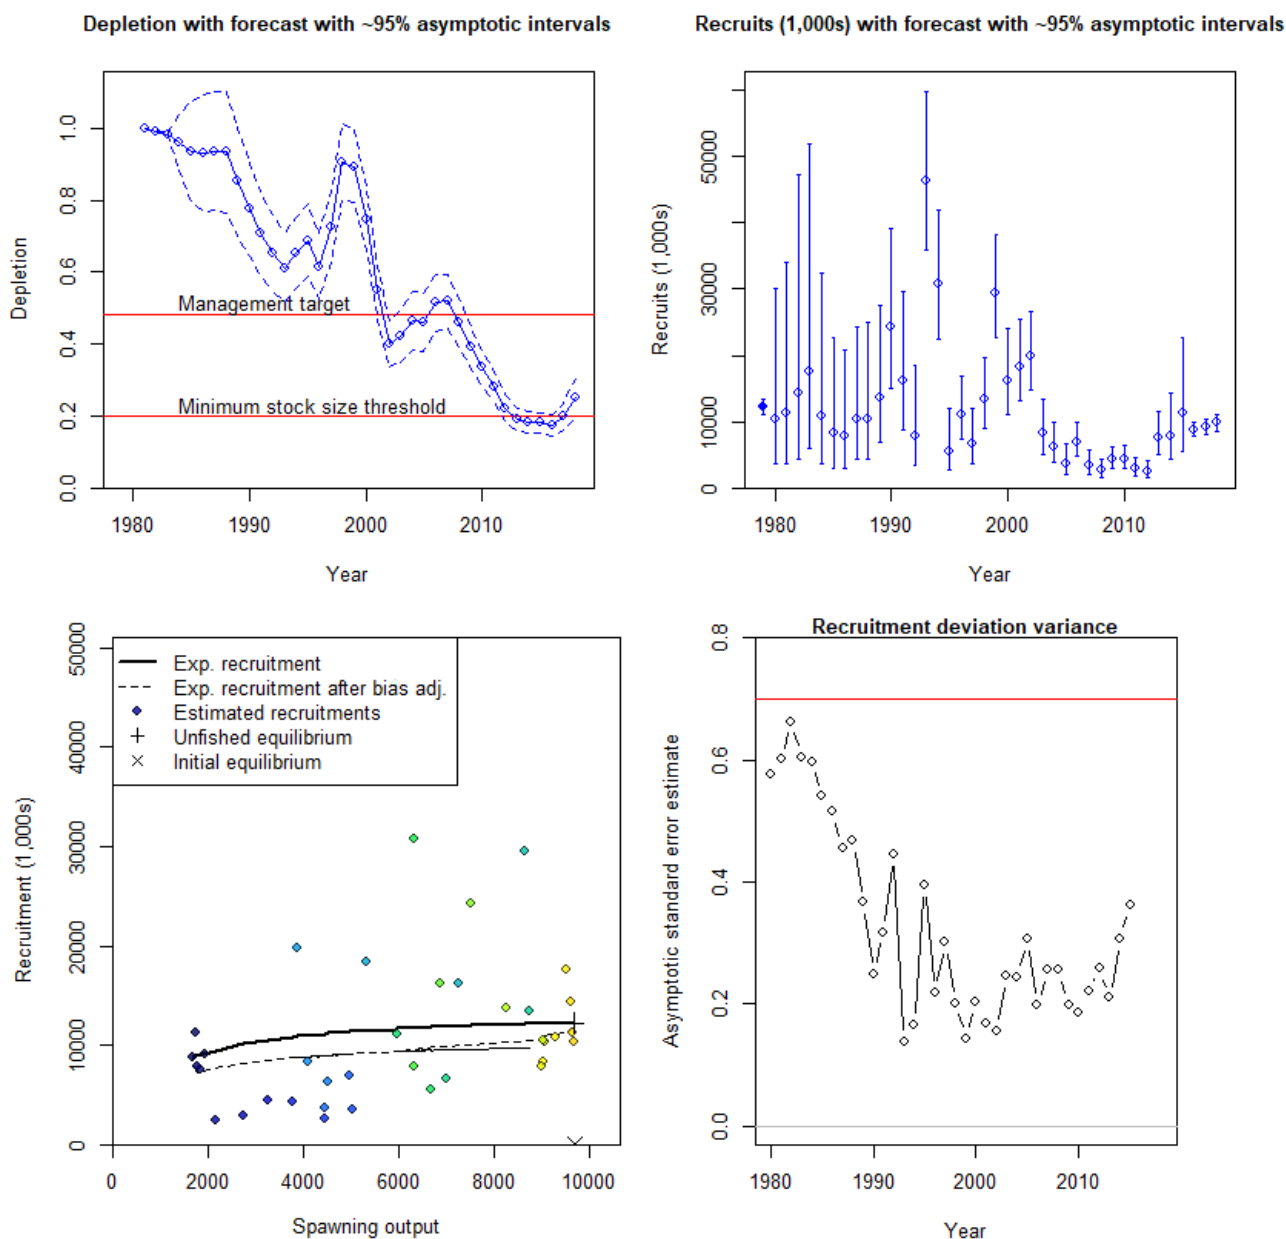 Depletion with forecast with ~95% asymptotic intervals
Depletion
0.0 0.2 0.4 0.6 0.8 1.0
Management target
Minimum stock size threshold
1980 1990 2000 2010
Year
Recruits (1,000s) with forecast with ~95% asymptotic intervals
Recruits (1,000s)
0 10000 30000 50000
1980 1990 2000 2010
Year
Recruitment (1,000s)
0 10000 20000 30000 40000 50000
Exp. recruitment
Exp. recruitment after bias adj.
Estimated recruitments
Unfished equilibrium
Initial equilibrium
0 2000 4000 6000 8000 10000
Spawning output
Recruitment deviation variance
Asymptotic standard error estimate
0.0 0.2 0.4 0.6 0.8
1980 1990 2000 2010
Year